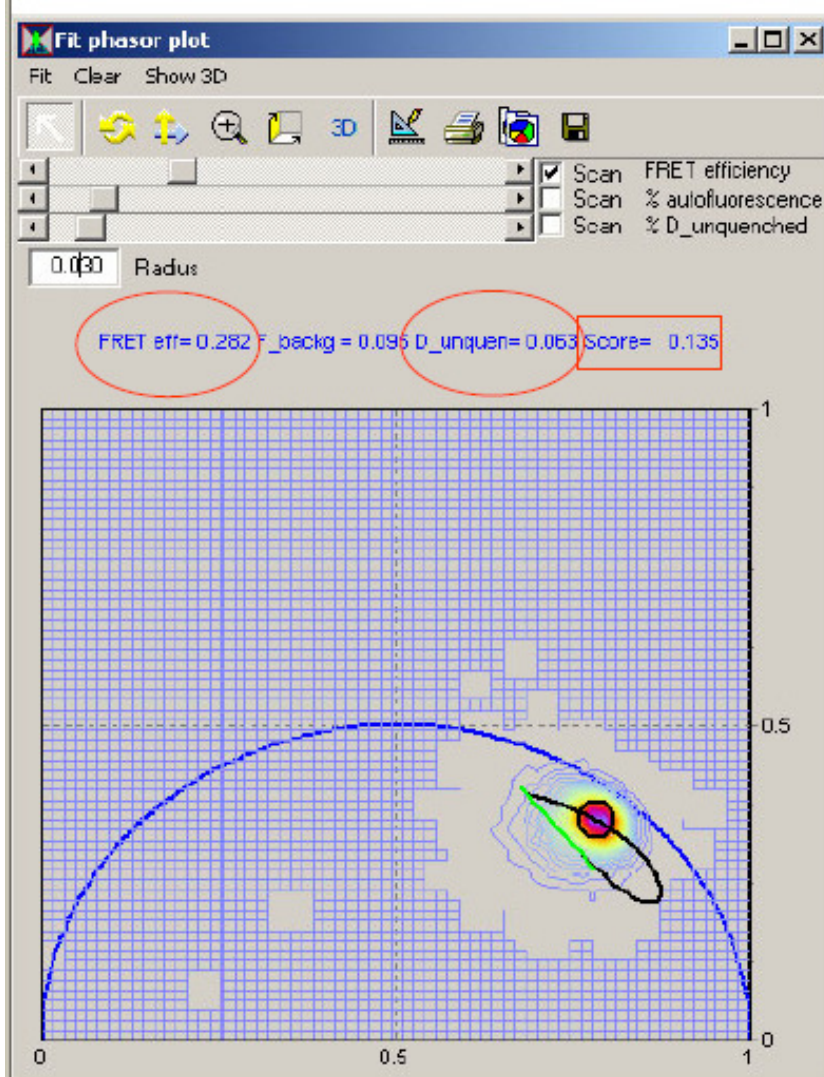 Fit phasor plot
Fit Clear Show 3D
3D
Scan FRET efficiency
Scan % autofluorescence
Scan % D_unquenched
0.030 Radius
FRET eff= 0.282 F_backg = 0.095 D_unquen= 0.063 Score= 0.135
1
0.5
0
0 0.5 1